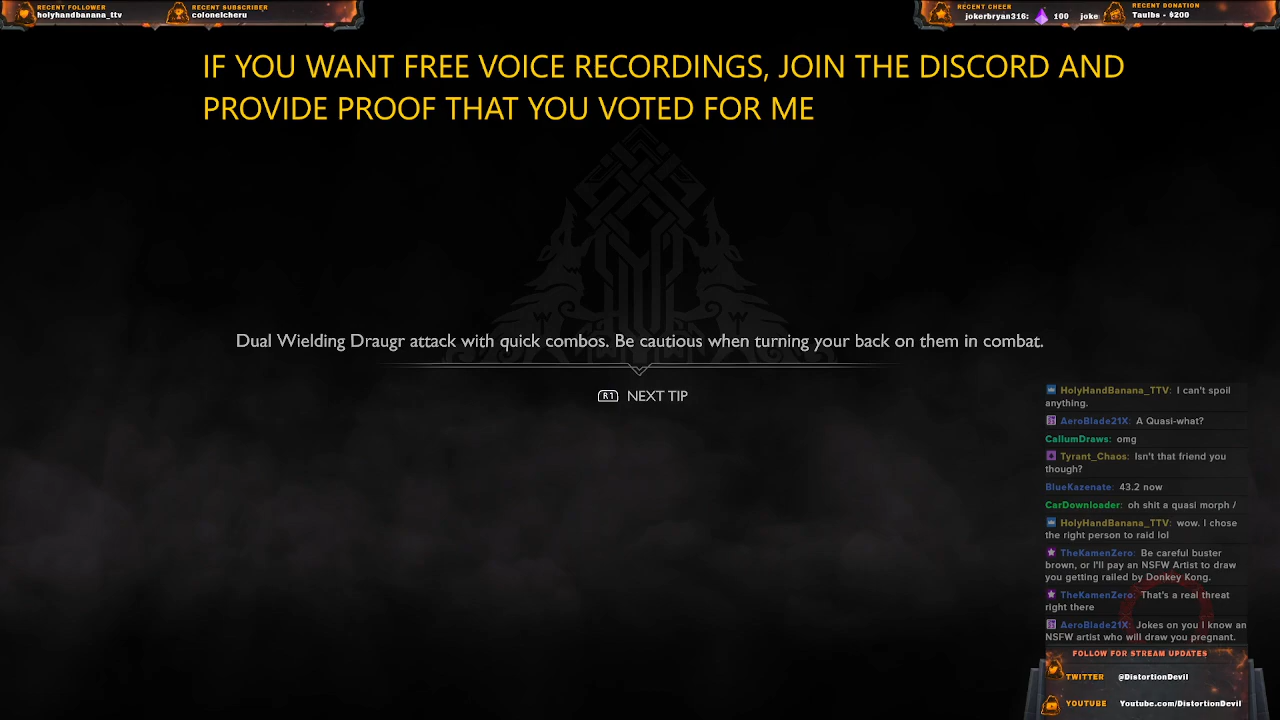 RECENT FOLLOWER
holyhandbanana_ttv
RECENT SUBSCRIBER
colonelcheru
RECENT CHEER
jokerbryan316: 100 joke
RECENT DONATION
Taulbs - $200
IF YOU WANT FREE VOICE RECORDINGS, JOIN THE DISCORD AND
PROVIDE PROOF THAT YOU VOTED FOR ME
Dual Wielding Draugr attack with quick combos. Be cautious when turning your back on them in combat.
R1 NEXT TIP
HolyHandBanana_TTV: I can't spoil
anything.
AeroBlade21X: A Quasi-what?
CallumDraws: omg
Tyrant_Chaos: Isn't that friend you
though?
BlueKazenate: 43.2 now
CarDownloader: oh shit a quasi morph /
HolyHandBanana_TTV: wow. I chose
the right person to raid lol
TheKamenZero: Be careful buster
brown, or I'll pay an NSFW Artist to draw
you getting railed by Donkey Kong.
TheKamenZero: That's a real threat
right there
AeroBlade21X: Jokes on you I know an
NSFW artist who will draw you pregnant.
FOLLOW FOR STREAM UPDATES
TWITTER @DistortionDevil
YOUTUBE Youtube.com/DistortionDevil